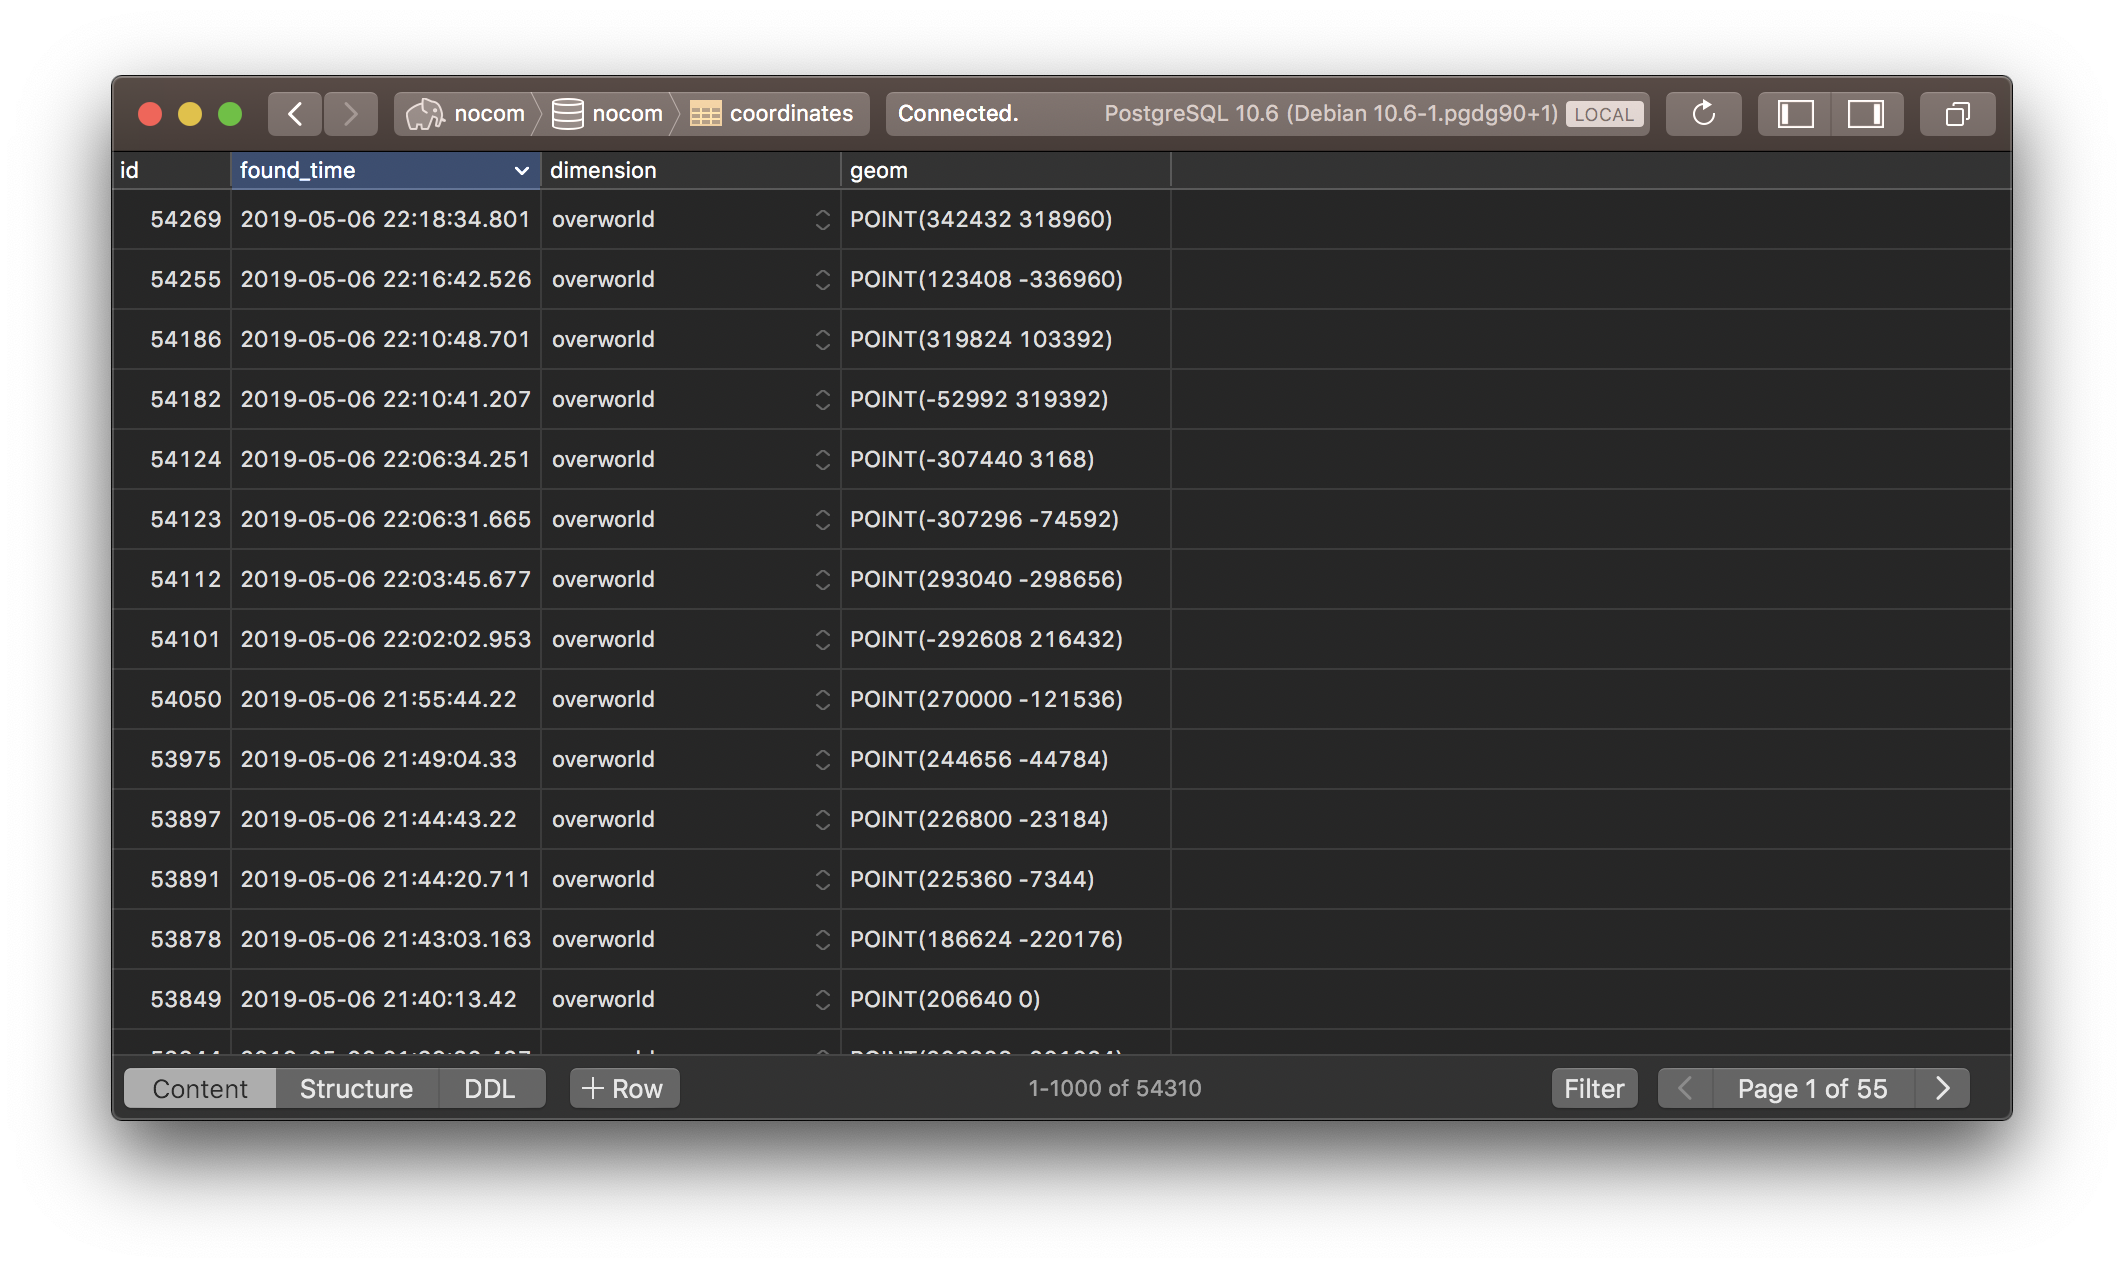 nocom nocom coordinates Connected. PostgreSQL 10.6 (Debian 10.6-1.pgdg90+1) LOCAL
id found_time dimension geom
54269 2019-05-06 22:18:34.801 overworld POINT(342432 318960)
54255 2019-05-06 22:16:42.526 overworld POINT(123408 -336960)
54186 2019-05-06 22:10:48.701 overworld POINT(319824 103392)
54182 2019-05-06 22:10:41.207 overworld POINT(-52992 319392)
54124 2019-05-06 22:06:34.251 overworld POINT(-307440 3168)
54123 2019-05-06 22:06:31.665 overworld POINT(-307296 -74592)
54112 2019-05-06 22:03:45.677 overworld POINT(293040 -298656)
54101 2019-05-06 22:02:02.953 overworld POINT(-292608 216432)
54050 2019-05-06 21:55:44.22 overworld POINT(270000 -121536)
53975 2019-05-06 21:49:04.33 overworld POINT(244656 -44784)
53897 2019-05-06 21:44:43.22 overworld POINT(226800 -23184)
53891 2019-05-06 21:44:20.711 overworld POINT(225360 -7344)
53878 2019-05-06 21:43:03.163 overworld POINT(186624 -220176)
53849 2019-05-06 21:40:13.42 overworld POINT(206640 0)
Content Structure DDL + Row 1-1000 of 54310 Filter Page 1 of 55